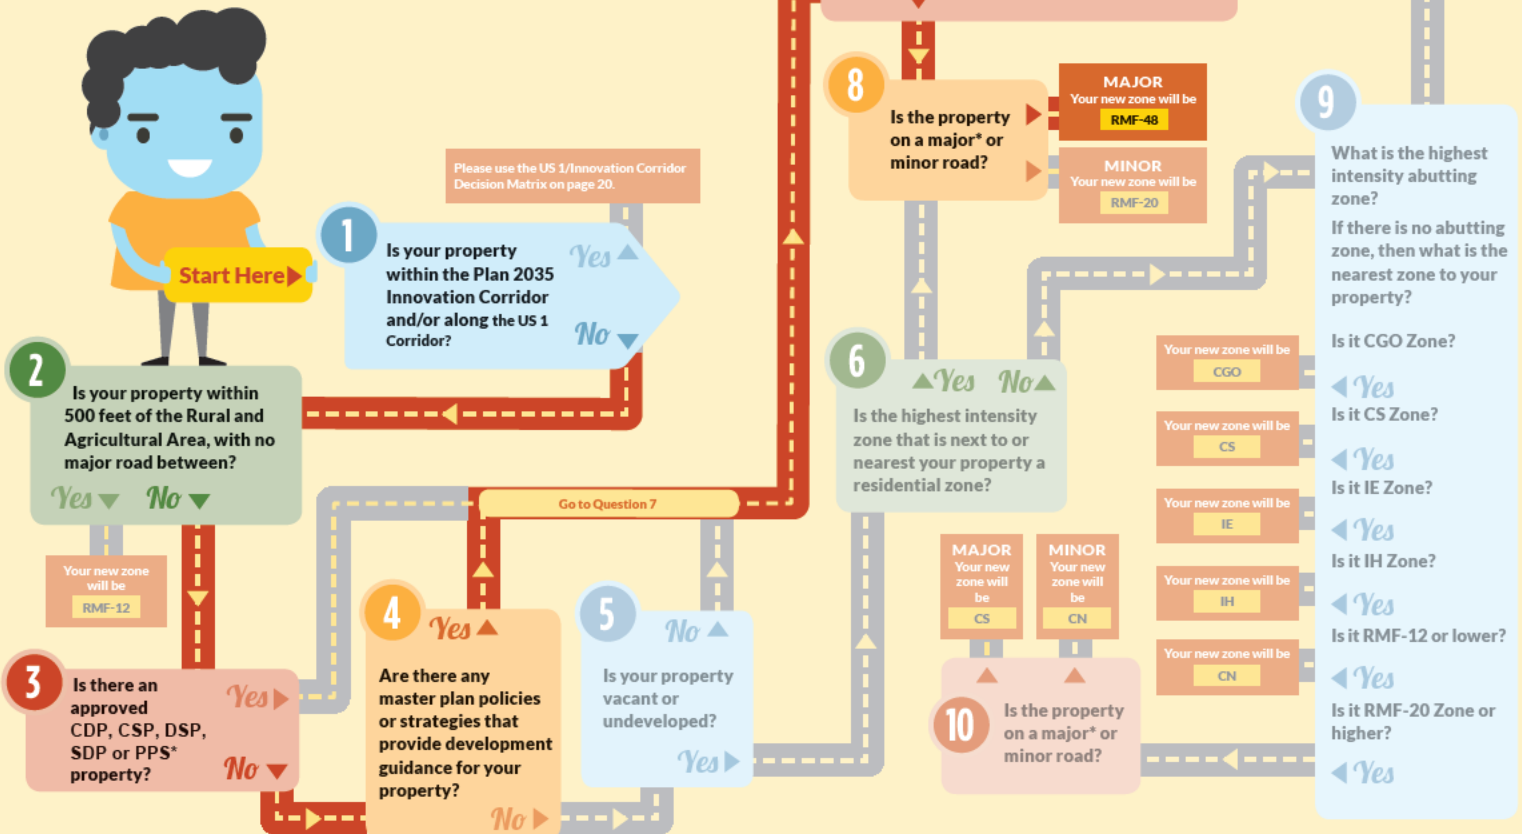 Start Here
Please use the US 1/Innovation Corridor
Decision Matrix on page 20.
1
Is your property
within the Plan 2035
Innovation Corridor
and/or along the US 1
Corridor?
Yes
No
2
Is your property within
500 feet of the Rural and
Agricultural Area, with no
major road between?
Yes
No
Your new zone
will be
RMF-12
3
Is there an
approved
CDP, CSP, DSP,
SDP or PPS*
property?
Yes
No
Go to Question 7
4
Yes
Are there any
master plan policies
or strategies that
provide development
guidance for your
property?
No
5
No
Is your property
vacant or
undeveloped?
Yes
6
Yes No
Is the highest intensity
zone that is next to or
nearest your property a
residential zone?
8
Is the property
on a major* or
minor road?
MAJOR
Your new zone will be
RMF-48
MINOR
Your new zone will be
RMF-20
9
What is the highest
intensity abutting
zone?
If there is no abutting
zone, then what is the
nearest zone to your
property?
Is it CGO Zone?
Yes
Your new zone will be
CGO
Is it CS Zone?
Yes
Your new zone will be
CS
Is it IE Zone?
Yes
Your new zone will be
IE
Is it IH Zone?
Yes
Your new zone will be
IH
Is it RMF-12 or lower?
Yes
Your new zone will be
CN
Is it RMF-20 Zone or
higher?
Yes
10
Is the property
on a major* or
minor road?
MAJOR
Your new
zone will
be
CS
MINOR
Your new
zone will
be
CN